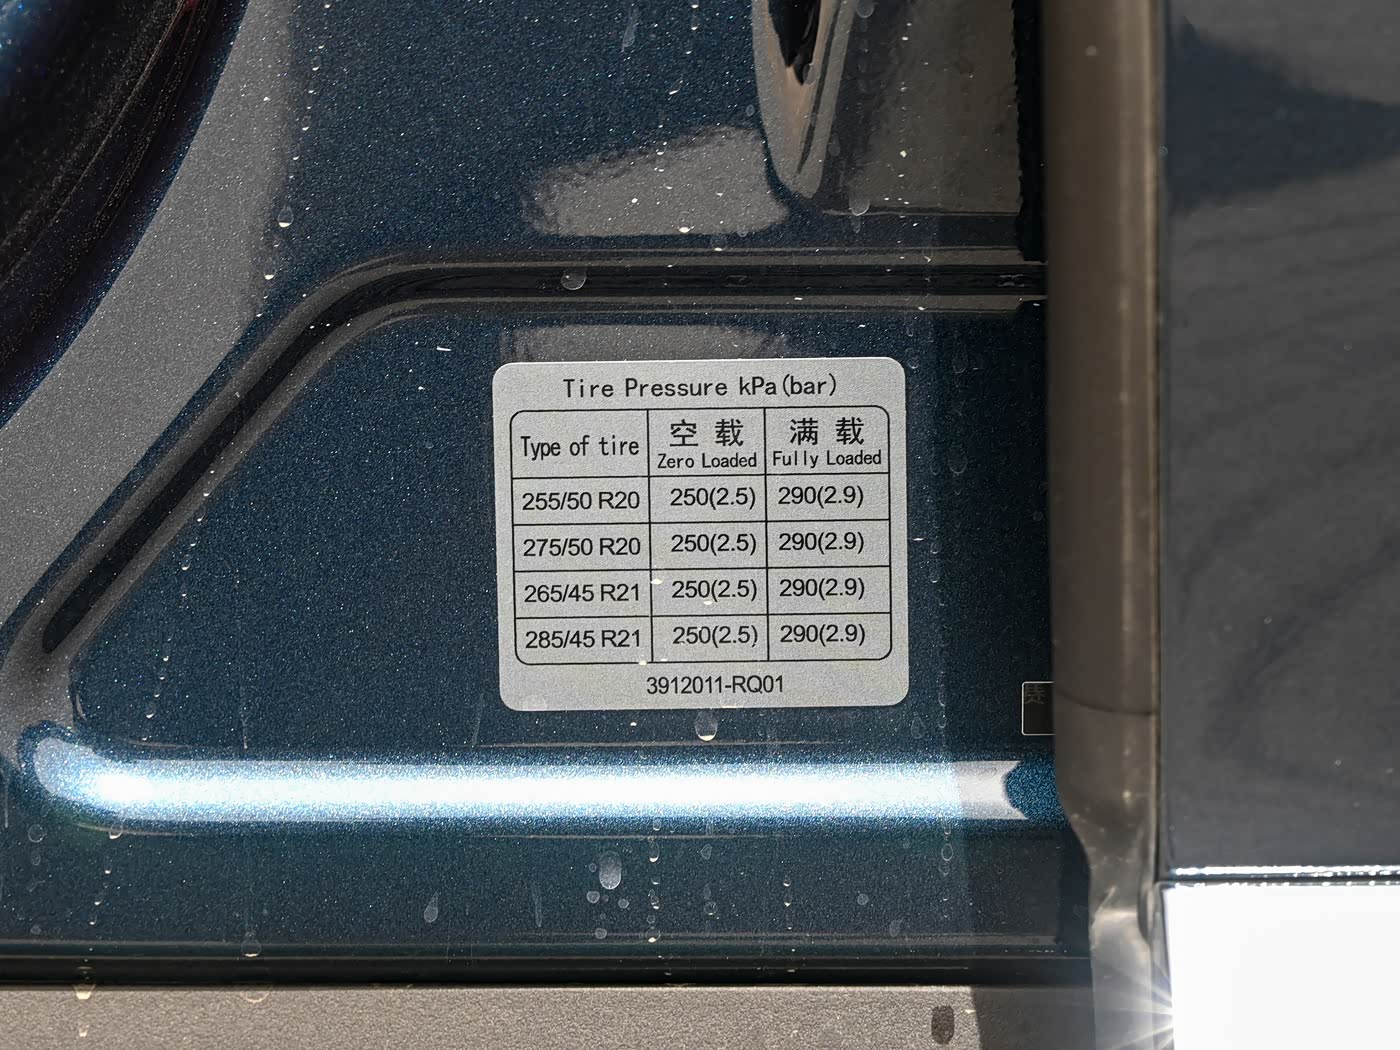 Tire Pressure kPa(bar)
Type of tire 空 载 满 载
Zero Loaded Fully Loaded
255/50 R20 250(2.5) 290(2.9)
275/50 R20 250(2.5) 290(2.9)
265/45 R21 250(2.5) 290(2.9)
285/45 R21 250(2.5) 290(2.9)
3912011-RQ01